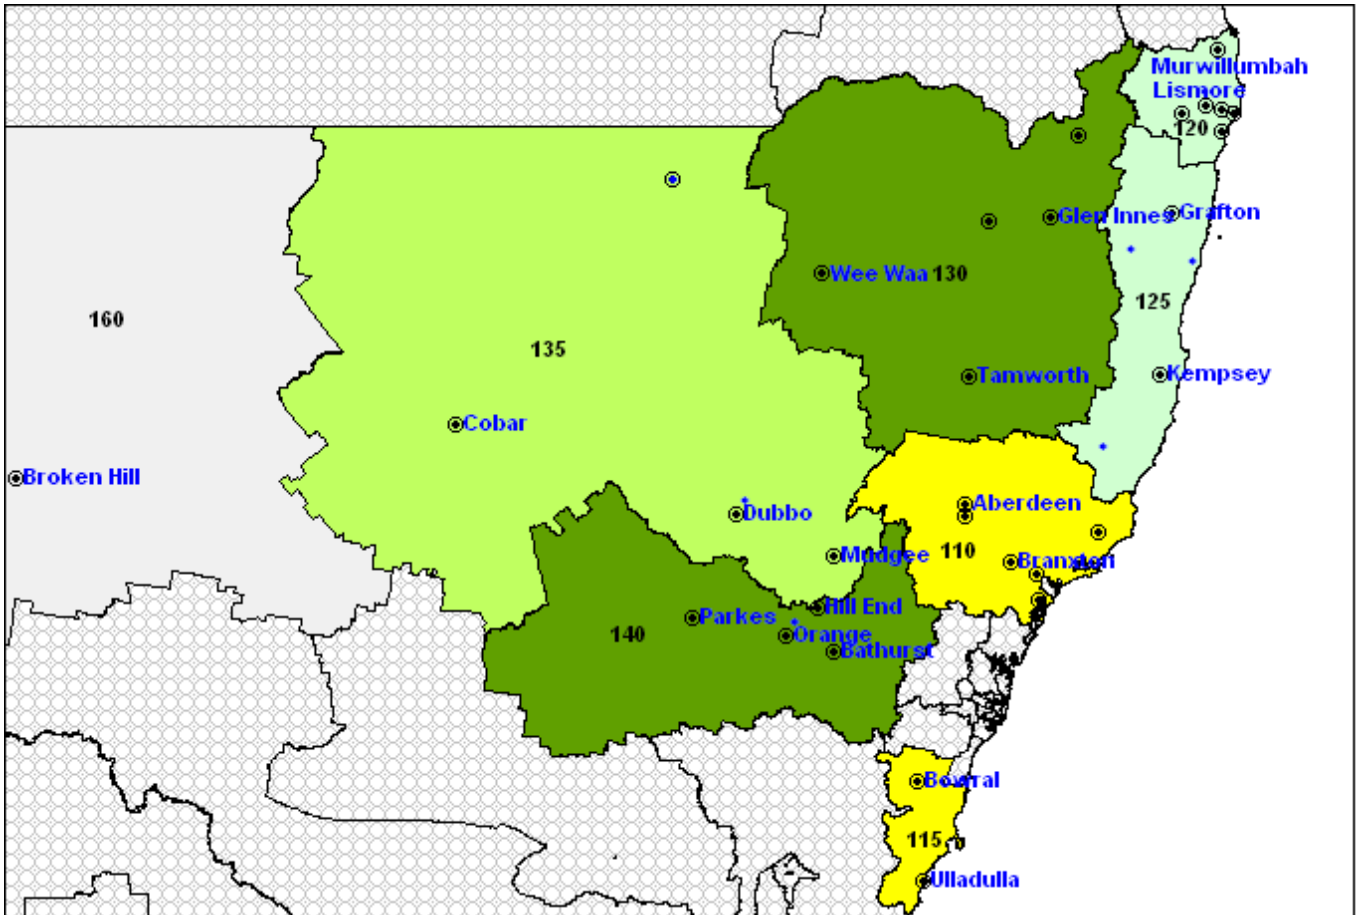 Murwillumbah
Lismore
120
Glen Innes
Grafton
Wee Waa
130
125
160
135
Tamworth
Kempsey
Cobar
Broken Hill
Aberdeen
Dubbo
110
Mudgee
Branxton
Hill End
Parkes
140
Orange
Bathurst
Bowral
115
Ulladulla